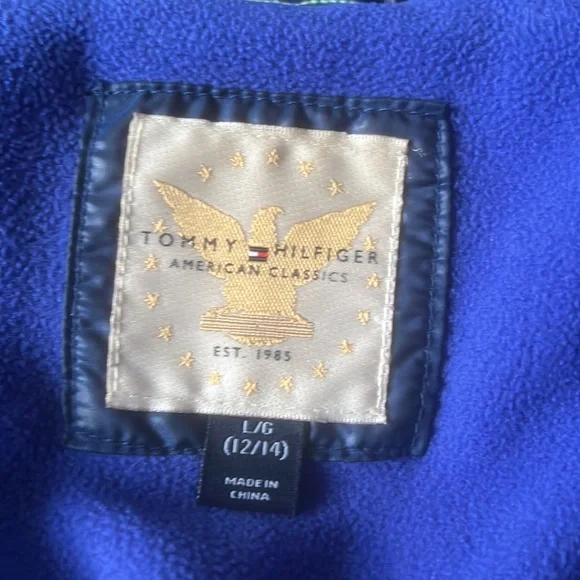 TOMMY HILFIGER
AMERICAN CLASSICS
EST. 1985
L/G
(12/14)
MADE IN
CHINA